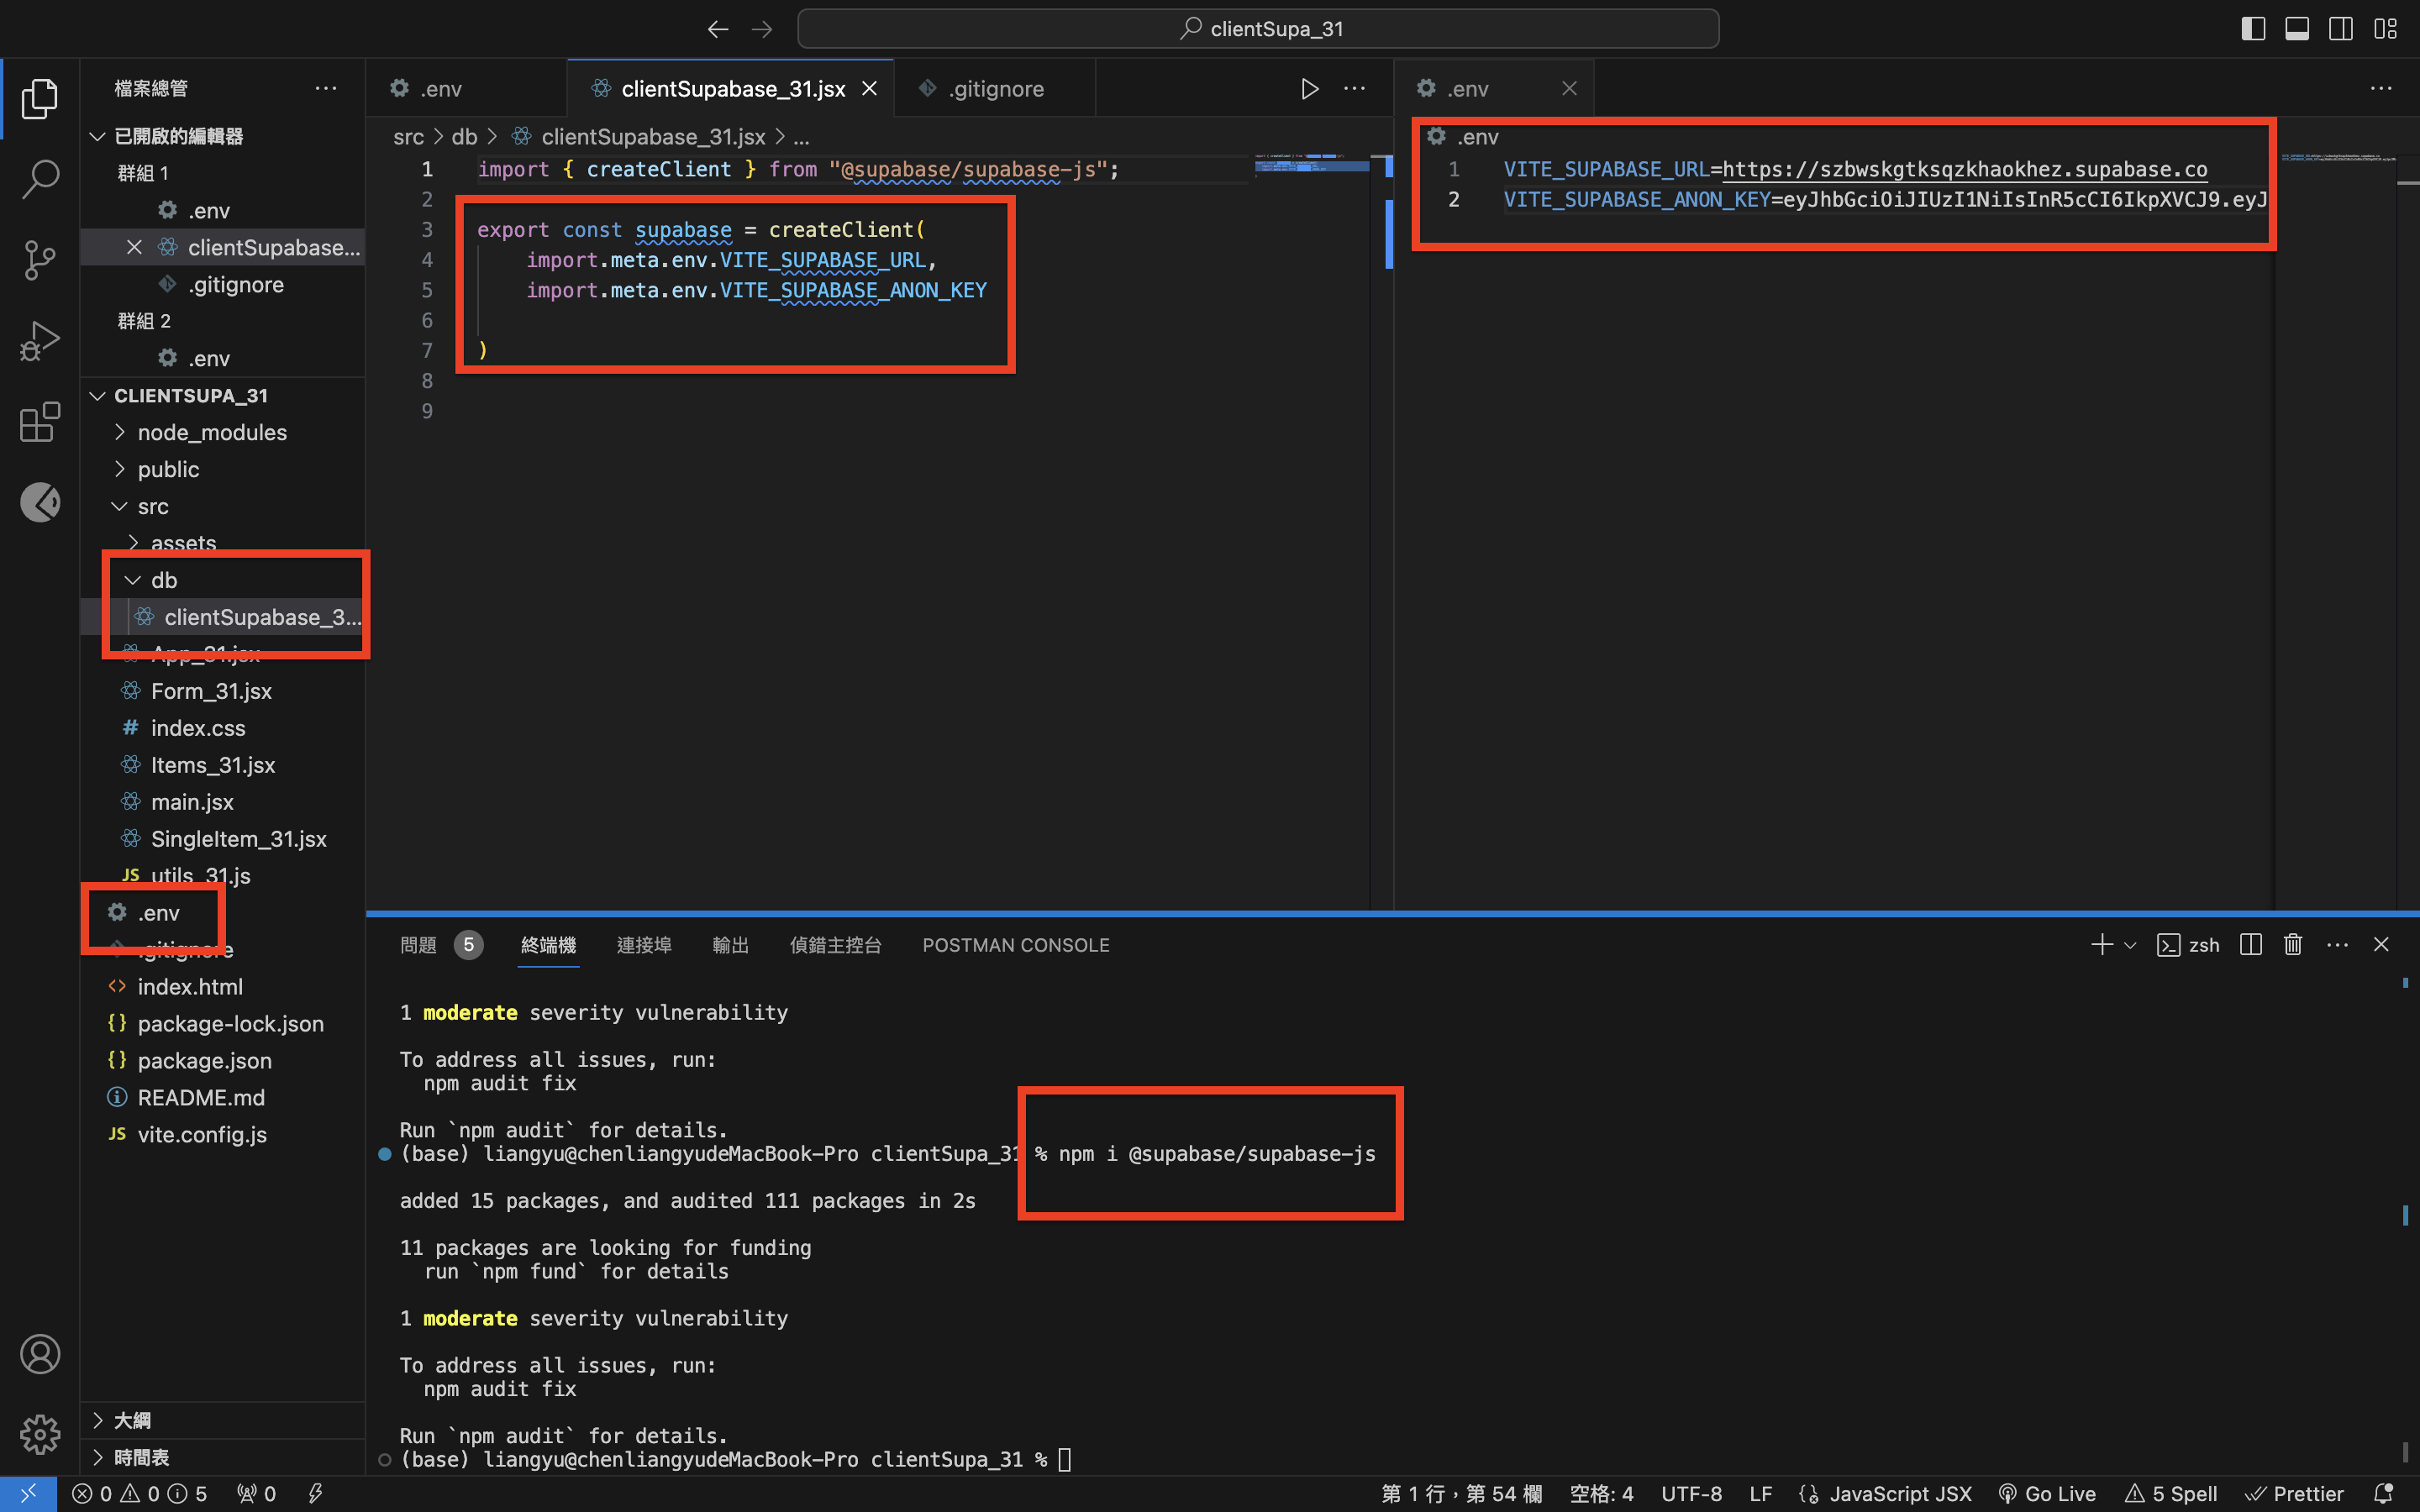 clientSupa_31
檔案總管
已開啟的編輯器
群組 1
.env
clientSupabase...
.gitignore
群組 2
.env
CLIENTSUPA_31
node_modules
public
src
assets
db
clientSupabase_3...
App_31.jsx
Form_31.jsx
index.css
Items_31.jsx
main.jsx
SingleItem_31.jsx
utils_31.js
.env
.gitignore
index.html
package-lock.json
package.json
README.md
vite.config.js
大綱
時間表
.env
clientSupabase_31.jsx
.gitignore
src > db > clientSupabase_31.jsx > ...
1 import { createClient } from "@supabase/supabase-js";
2
3 export const supabase = createClient(
4 import.meta.env.VITE_SUPABASE_URL,
5 import.meta.env.VITE_SUPABASE_ANON_KEY
6
7 )
8
9
.env
.env
1 VITE_SUPABASE_URL=https://szbwskgtksqzkhaokhez.supabase.co
2 VITE_SUPABASE_ANON_KEY=eyJhbGciOiJIUzI1NiIsInR5cCI6IkpXVCJ9.eyJ
問題 5 終端機 連接埠 輸出 偵錯主控台 POSTMAN CONSOLE
zsh
1 moderate severity vulnerability
To address all issues, run:
npm audit fix
Run `npm audit` for details.
(base) liangyu@chenliangyudeMacBook-Pro clientSupa_31 % npm i @supabase/supabase-js
added 15 packages, and audited 111 packages in 2s
11 packages are looking for funding
run `npm fund` for details
1 moderate severity vulnerability
To address all issues, run:
npm audit fix
Run `npm audit` for details.
(base) liangyu@chenliangyudeMacBook-Pro clientSupa_31 %
0 0 5 0 第 1 行，第 54 欄 空格: 4 UTF-8 LF JavaScript JSX Go Live 5 Spell Prettier